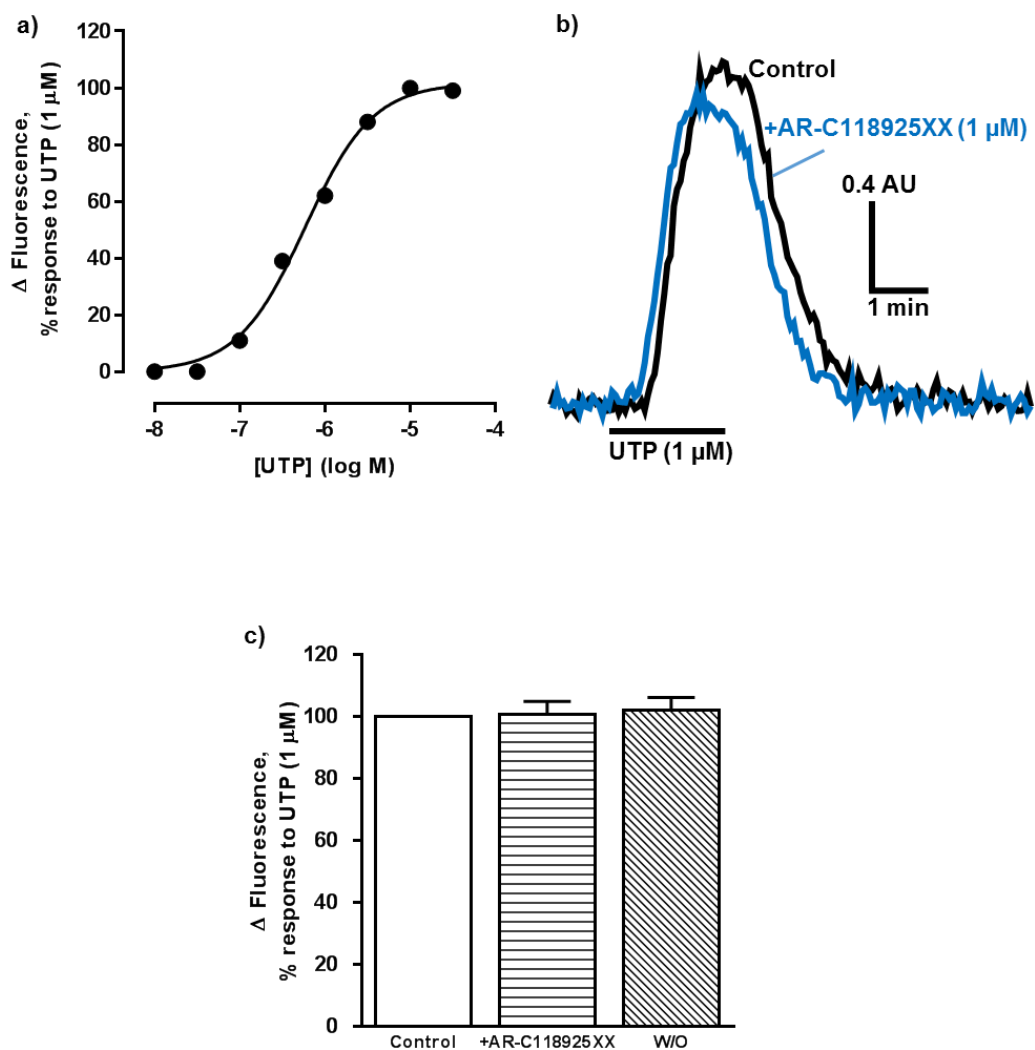 a)
Δ Fluorescence,
% response to UTP (1 µM)
120
100
80
60
40
20
0
-8 -7 -6 -5 -4
[UTP] (log M)
b)
Control
+AR-C118925XX (1 µM)
0.4 AU
1 min
UTP (1 µM)
c)
Δ Fluorescence,
% response to UTP (1 µM)
120
100
80
60
40
20
0
Control +AR-C118925XX W/O